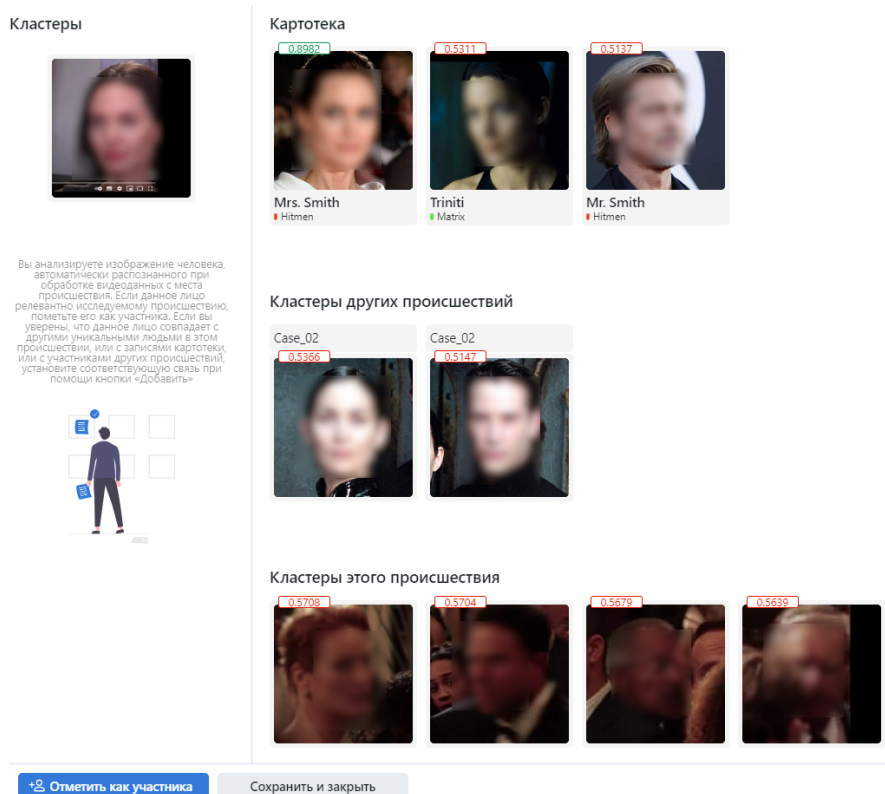 Кластеры
Вы анализируете изображение человека,
автоматически распознанного при
обработке видеоданных с места
происшествия. Если данное лицо
релевантно исследуемому происшествию,
пометьте его как участника. Если вы
уверены, что данное лицо совпадает с
другими уникальными людьми в этом
происшествии, или с записями картотеки,
или с участниками других происшествий,
установите соответствующую связь при
помощи кнопки «Добавить»
Картотека
0.8982
0.5311
0.5137
Mrs. Smith
Triniti
Mr. Smith
Hitmen
Matrix
Hitmen
Кластеры других происшествий
Case_02
Case_02
0.5366
0.5147
Кластеры этого происшествия
0.5708
0.5704
0.5679
0.5639
Отметить как участника
Сохранить и закрыть